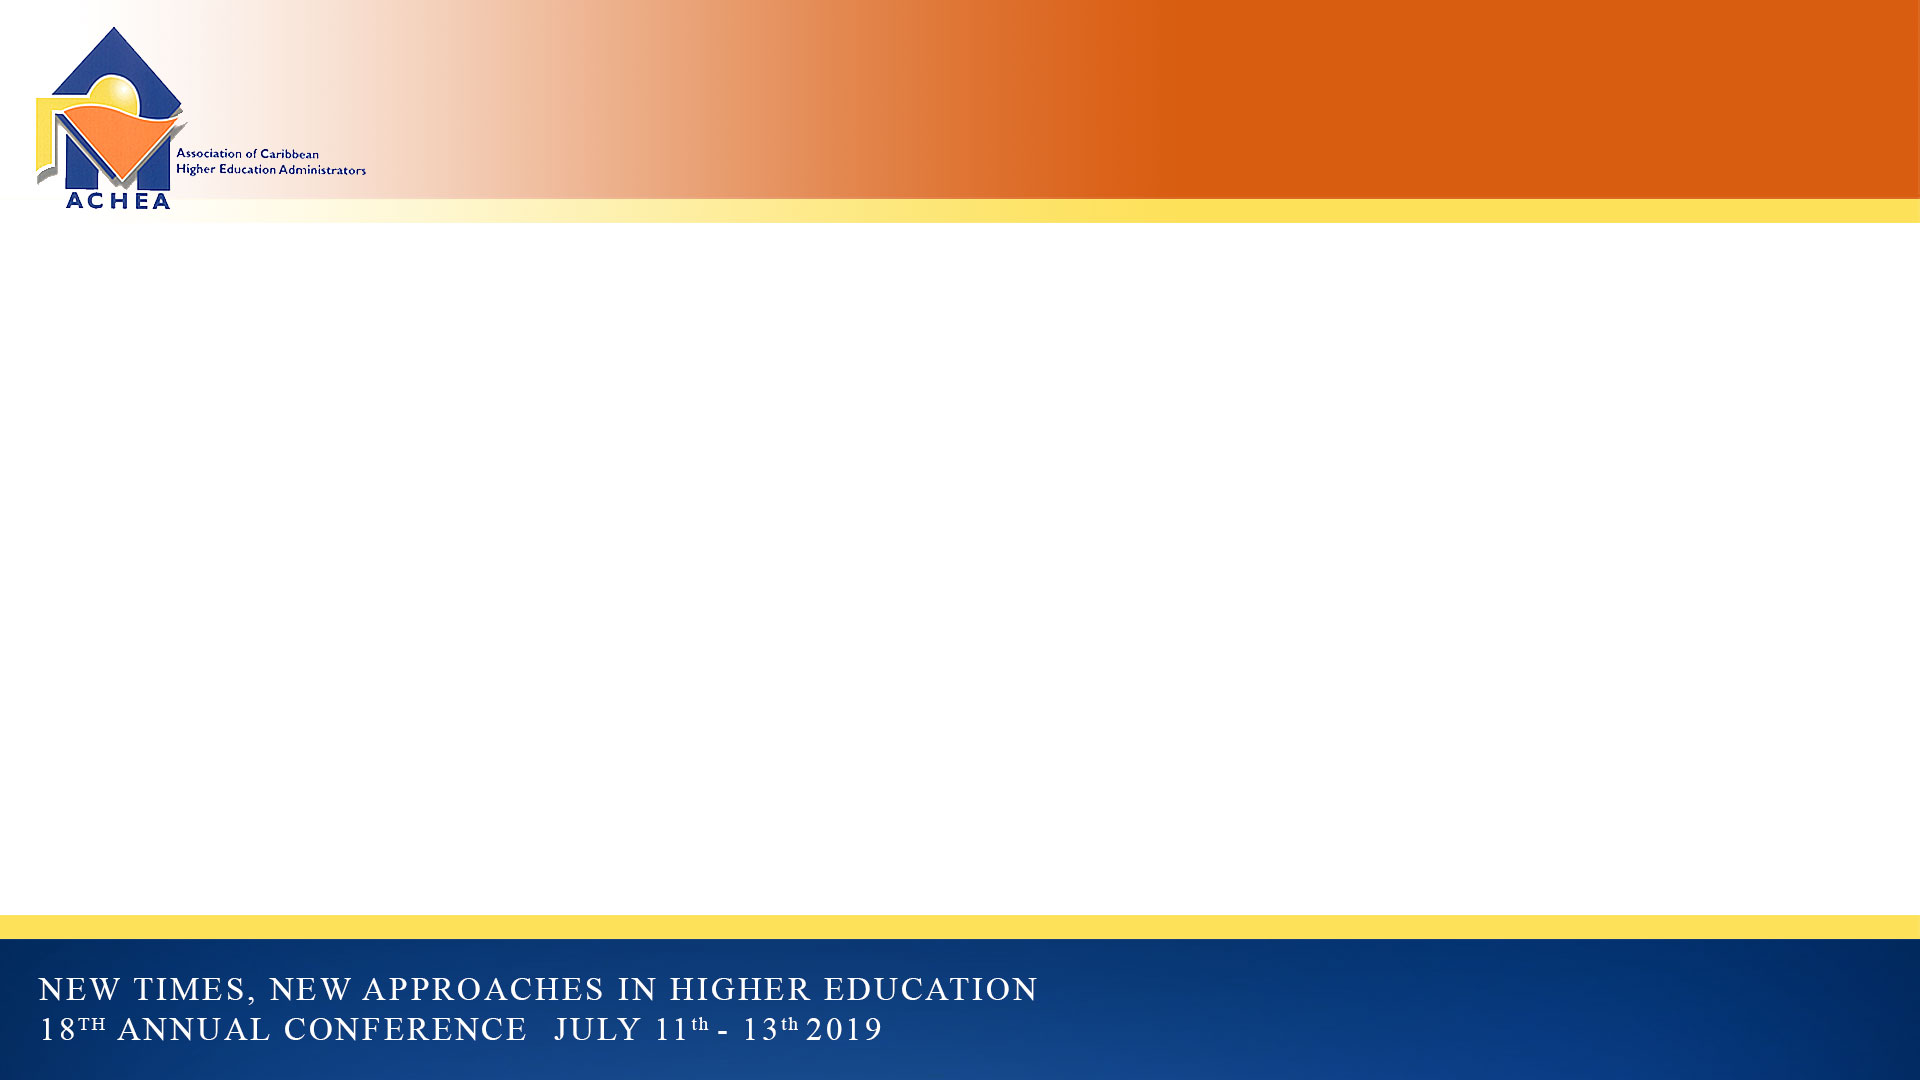 Association of Caribbean
Higher Education Administrators
ACHEA
NEW TIMES, NEW APPROACHES IN HIGHER EDUCATION
18TH ANNUAL CONFERENCE JULY 11th - 13th 2019